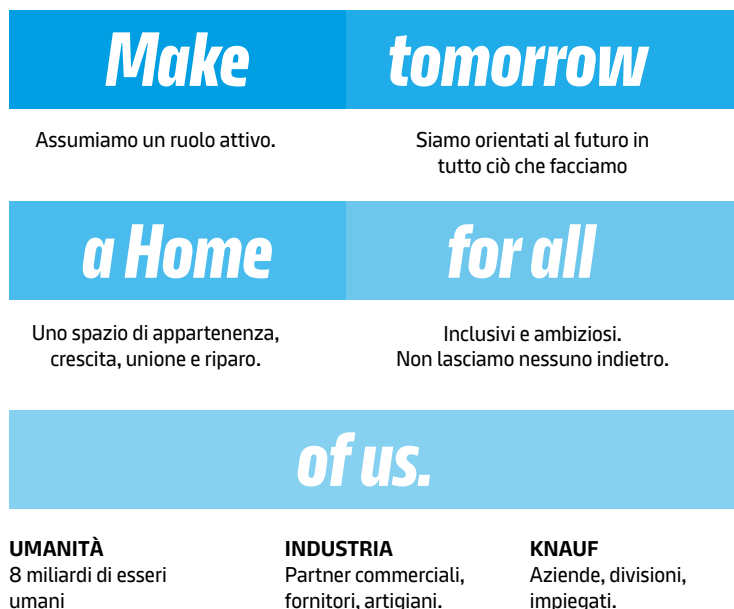 Make tomorrow
Assumiamo un ruolo attivo.
Siamo orientati al futuro in
tutto ciò che facciamo
a Home for all
Uno spazio di appartenenza,
crescita, unione e riparo.
Inclusivi e ambiziosi.
Non lasciamo nessuno indietro.
of us.
UMANITÀ
8 miliardi di esseri
umani
INDUSTRIA
Partner commerciali,
fornitori, artigiani.
KNAUF
Aziende, divisioni,
impiegati.